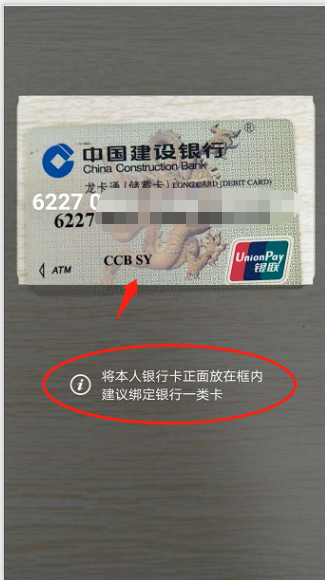 中国建设银行®
China Construction Bank
龙卡通(储蓄卡) LONG CARD (DEBIT CARD)
6227 0
6227
CCB SY
ATM
UnionPay
银联
将本人银行卡正面放在框内
建议绑定银行一类卡